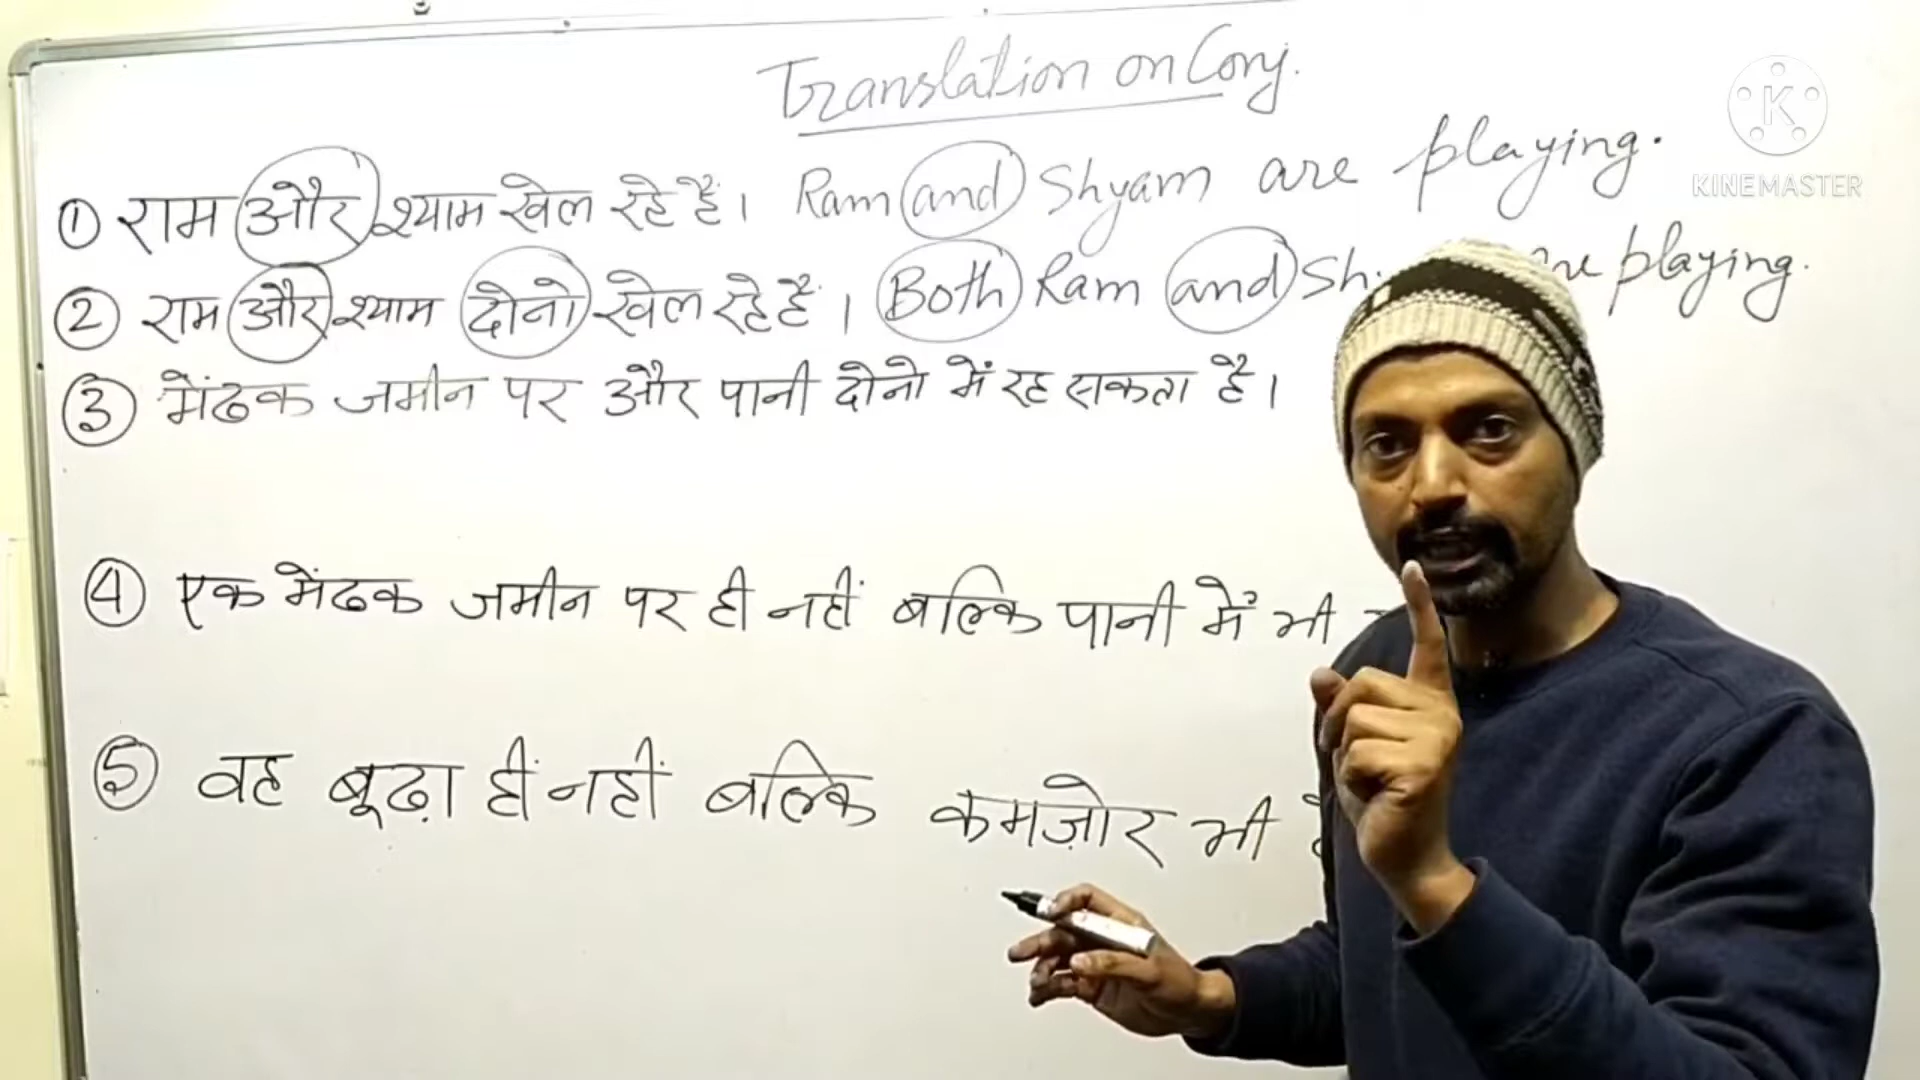 Translation on Conj.
① राम और श्याम खेल रहे हैं। Ram and Shyam are playing.
② राम और श्याम दोनो खेल रहे हैं। Both Ram and are playing.
③ मेंढक जमीन पर और पानी दोनो में रह सकता है।
④ एक मेंढक जमीन पर ही नहीं बल्कि पानी में भी
⑤ वह बूढ़ा हीं नहीं बल्कि कमज़ोर भी
K
KINEMASTER